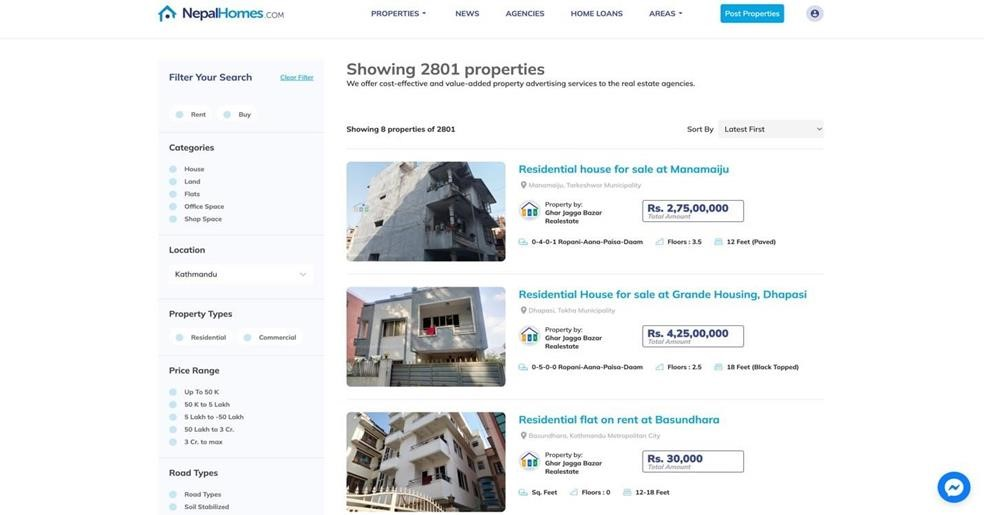 NepalHomes.COM
PROPERTIES
NEWS
AGENCIES
HOME LOANS
AREAS
Post Properties
Filter Your Search
Clear Filter
Rent
Buy
Categories
House
Land
Flats
Office Space
Shop Space
Location
Kathmandu
Property Types
Residential
Commercial
Price Range
Up To 50 K
50 K to 5 Lakh
5 Lakh to -50 Lakh
50 Lakh to 3 Cr.
3 Cr. to max
Road Types
Road Types
Soil Stabilized
Showing 2801 properties
We offer cost-effective and value-added property advertising services to the real estate agencies.
Showing 8 properties of 2801
Sort By
Latest First
Residential house for sale at Manamaiju
Manamaiju, Tarkeshwor Municipality
Property by:
Ghar Jagga Bazar
Realestate
Rs. 2,75,00,000
Total Amount
0-4-0-1 Ropani-Aana-Paisa-Daam
Floors : 3.5
12 Feet (Paved)
Residential House for sale at Grande Housing, Dhapasi
Dhapasi, Tokha Municipality
Property by:
Ghar Jagga Bazar
Realestate
Rs. 4,25,00,000
Total Amount
0-5-0-0 Ropani-Aana-Paisa-Daam
Floors : 2.5
18 Feet (Black Topped)
Residential flat on rent at Basundhara
Basundhara, Kathmandu Metropolitan City
Property by:
Ghar Jagga Bazar
Realestate
Rs. 30,000
Total Amount
Sq. Feet
Floors : 0
12-18 Feet